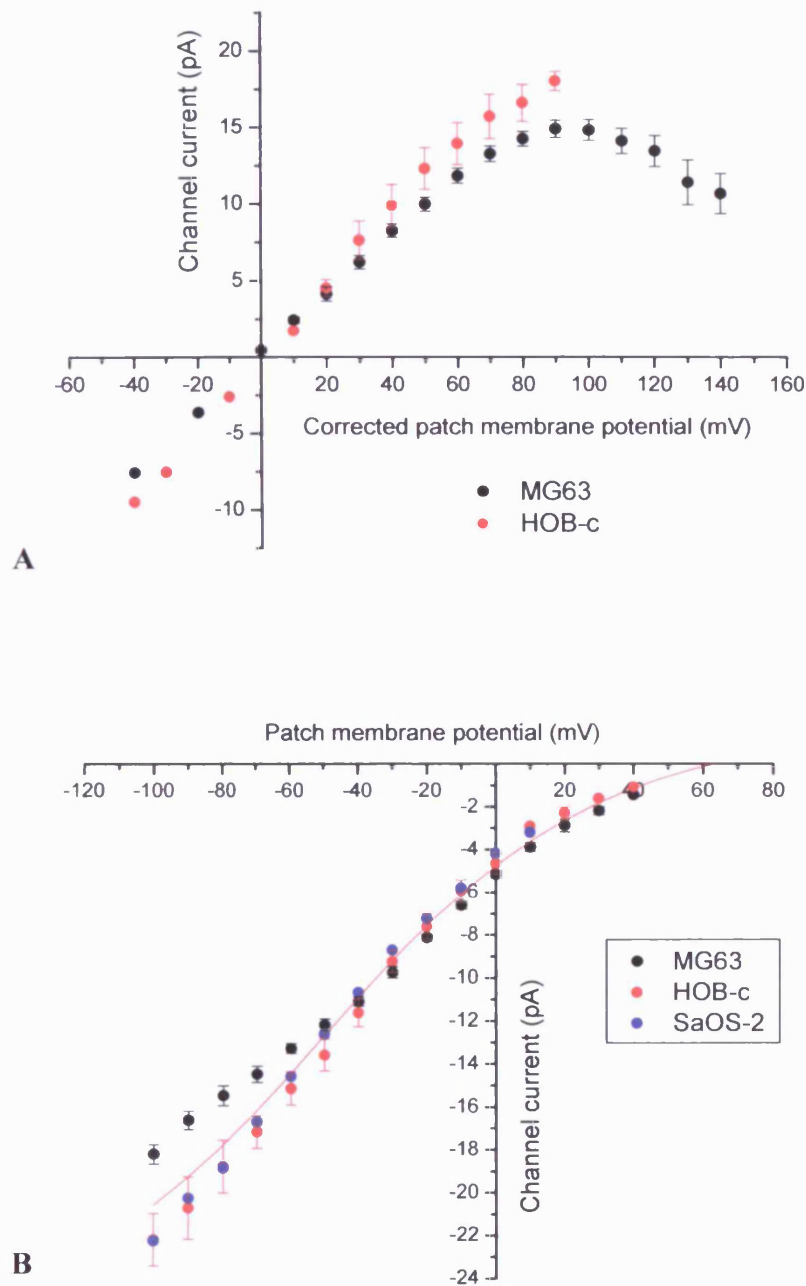 Channel current (pA)
20
15
10
5
-60 -40 -20 20 40 60 80 100 120 140 160
-5
Corrected patch membrane potential (mV)
-10
MG63
HOB-c
A
Patch membrane potential (mV)
-120 -100 -80 -60 -40 -20 20 40 60 80
-2
-4
-6
-8
-10
-12
-14
-16
-18
-20
-22
-24
MG63
HOB-c
SaOS-2
Channel current (pA)
B